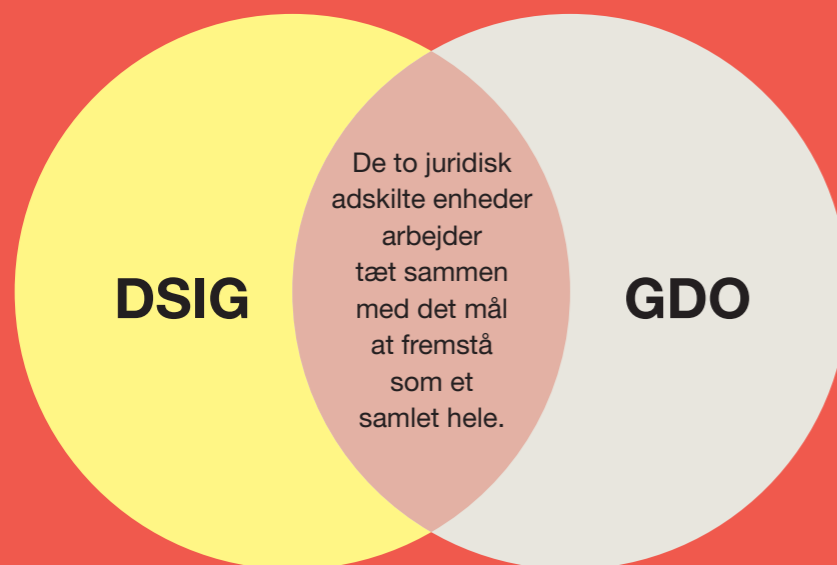 DSIG
De to juridisk
adskilte enheder
arbejder
tæt sammen
med det mål
at fremstå
som et
samlet hele.
GDO